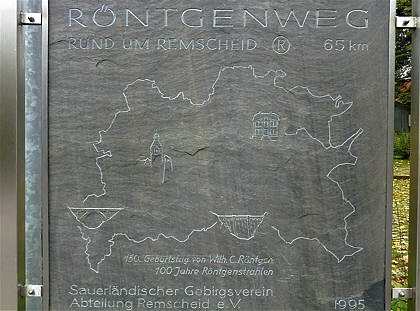 RÖNTGENWEG
RUND UM REMSCHEID Ⓡ 65 km
150. Geburtstag von Wilh. C. Röntgen
100 Jahre Röntgenstrahlen
Sauerländischer Gebirgsverein
Abteilung Remscheid e.V. 1995